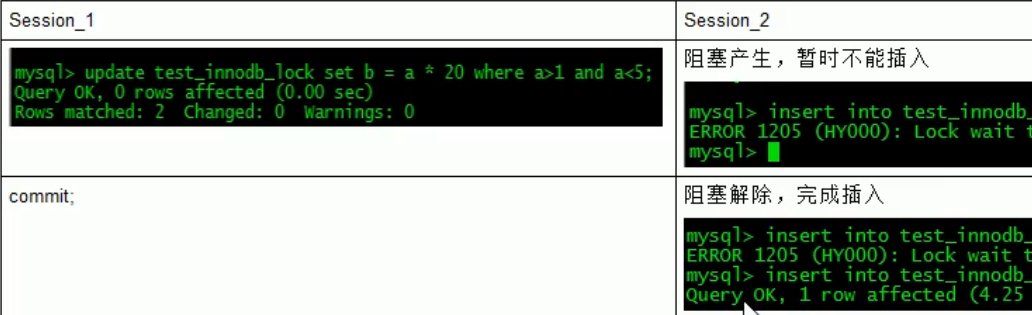 Session_1
Session_2
mysql> update test_innodb_lock set b = a * 20 where a>1 and a<5;
Query OK, 0 rows affected (0.00 sec)
Rows matched: 2  Changed: 0  Warnings: 0
阻塞产生，暂时不能插入
mysql> insert into test_innodb_
ERROR 1205 (HY000): Lock wait t
mysql>
commit;
阻塞解除，完成插入
mysql> insert into test_innodb_
ERROR 1205 (HY000): Lock wait t
mysql> insert into test_innodb_
Query OK, 1 row affected (4.25